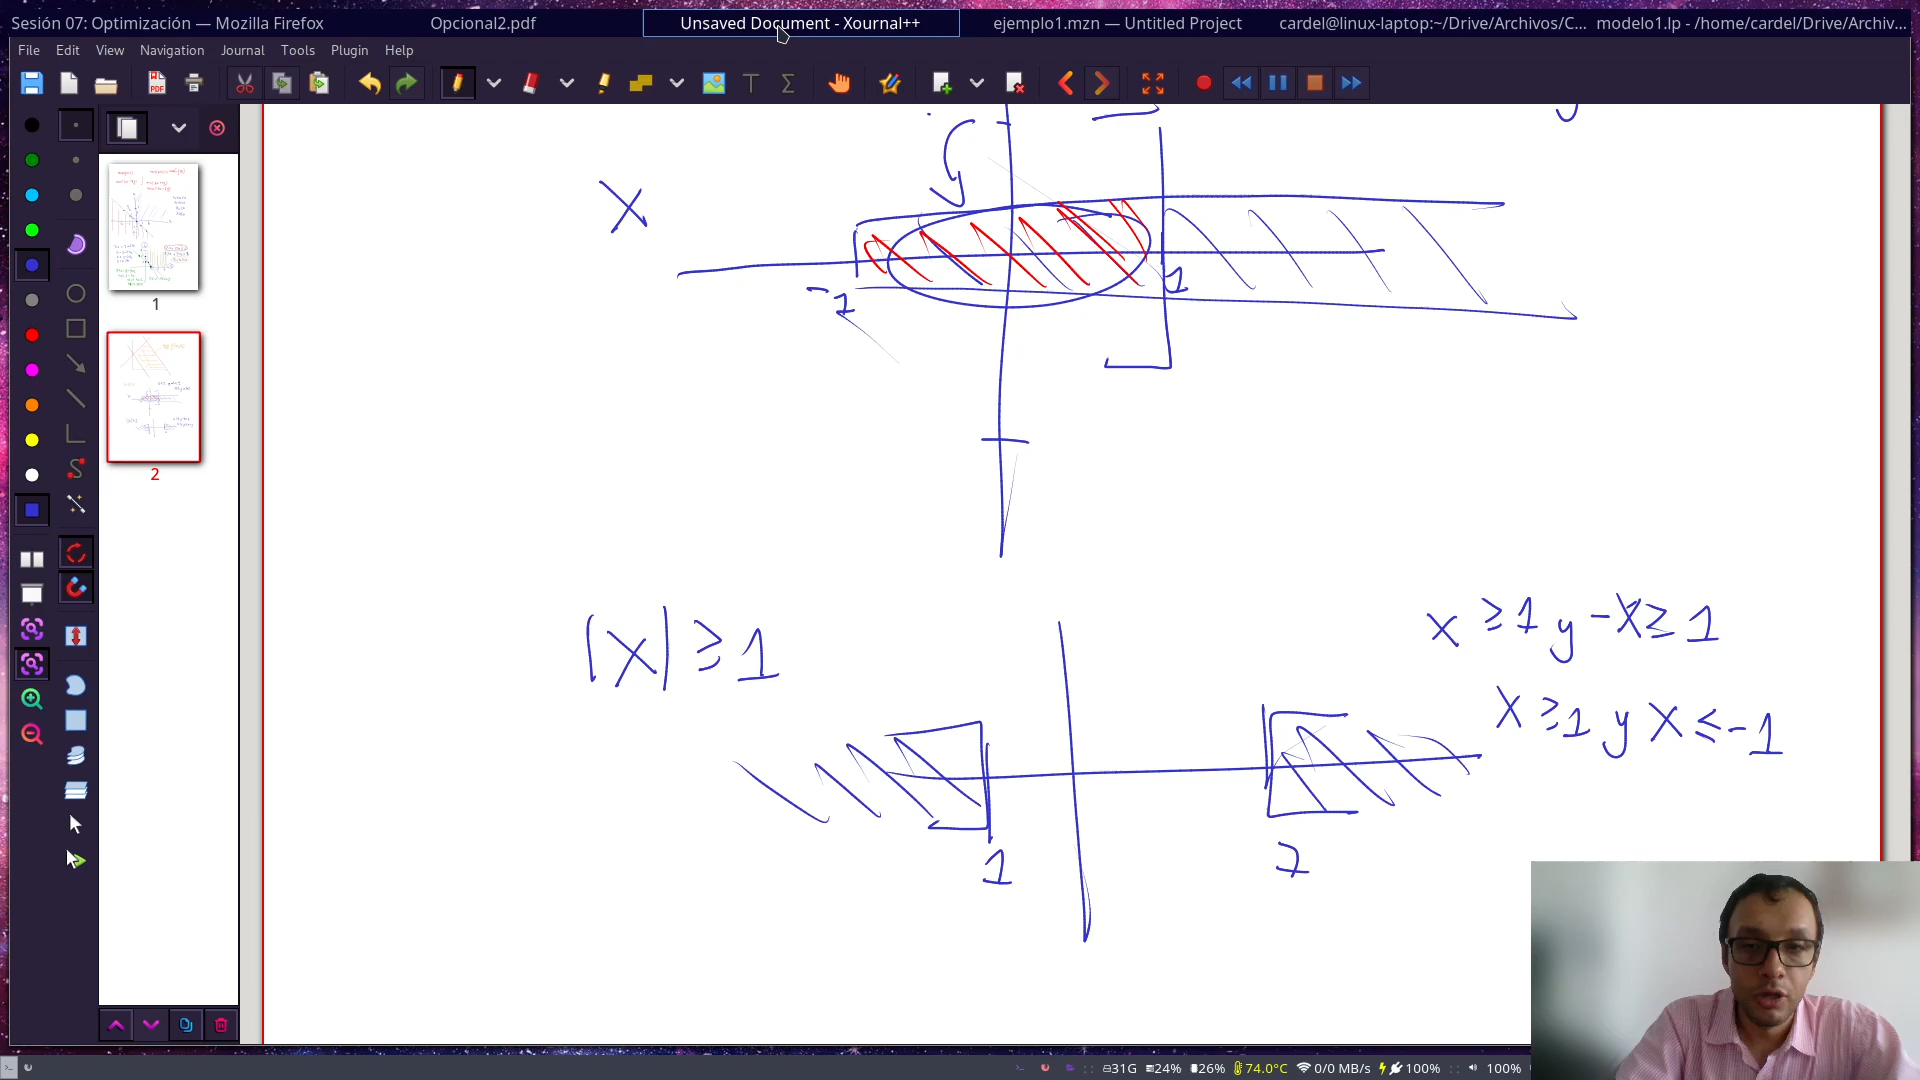 Sesión 07: Optimización — Mozilla Firefox
Opcional2.pdf
Unsaved Document - Xournal++
ejemplo1.mzn — Untitled Project
cardel@linux-laptop:~/Drive/Archivos/C...
modelo1.lp - /home/cardel/Drive/Archiv...
File Edit View Navigation Journal Tools Plugin Help
1
2
X
-1
1
|X| ≥ 1
x ≥ 1 y -X ≥ 1
X ≥ 1 y X ≤ -1
1
1
31G 24% 26% 74.0°C 0/0 MB/s 100% 100%